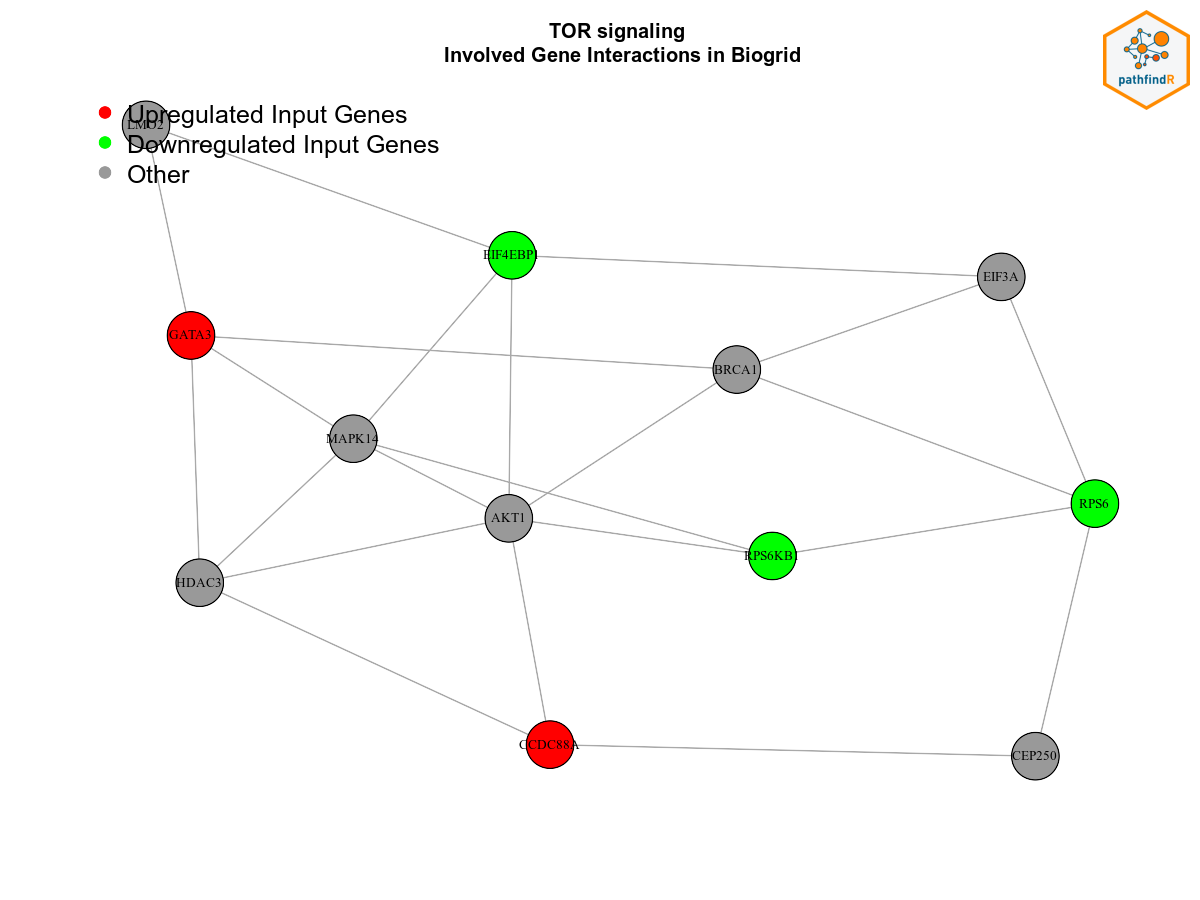 TOR signaling
Involved Gene Interactions in Biogrid
pathfindR
Upregulated Input Genes
LMO2
Downregulated Input Genes
Other
EIF4EBP1
EIF3A
GATA3
BRCA1
MAPK14
RPS6
AKT1
RPS6KB1
HDAC3
CCDC88A
CEP250